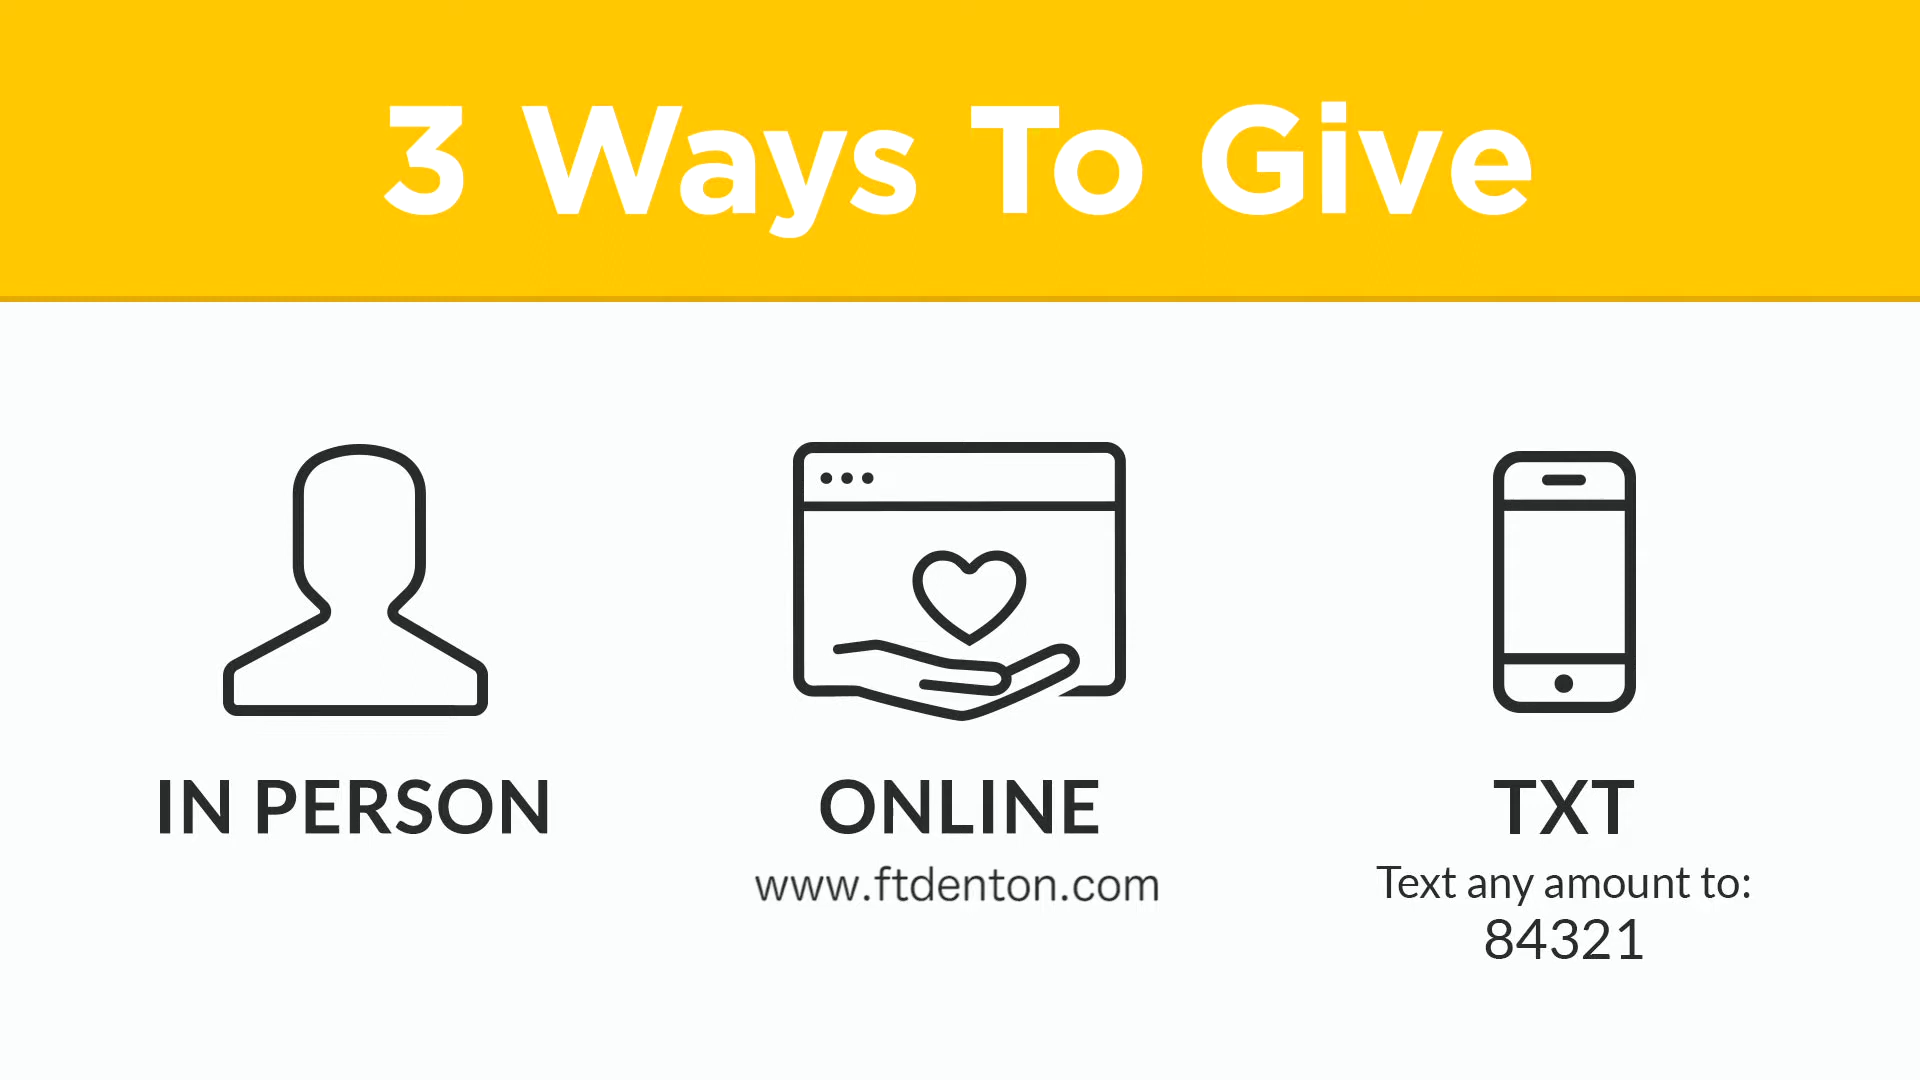 3 Ways To Give
IN PERSON
ONLINE
www.ftdenton.com
TXT
Text any amount to:
84321